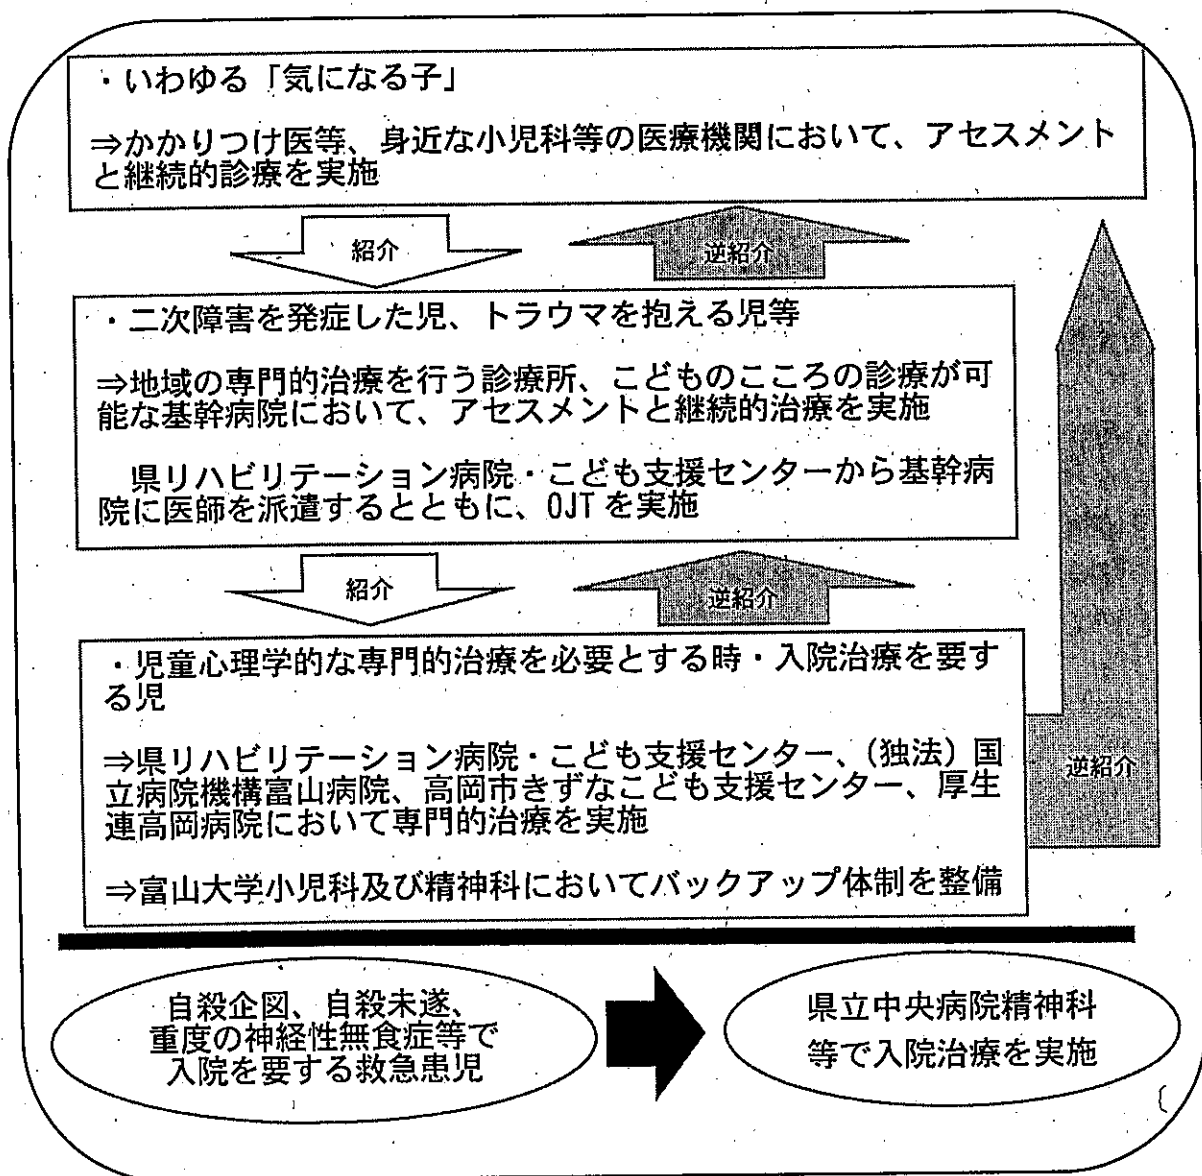 ・いわゆる「気になる子」
⇒かかりつけ医等、身近な小児科等の医療機関において、アセスメント
と継続的診療を実施
紹介
逆紹介
・二次障害を発症した児、トラウマを抱える児等
⇒地域の専門的治療を行う診療所、こどものこころの診療が可
能な基幹病院において、アセスメントと継続的治療を実施
県リハビリテーション病院・こども支援センターから基幹病
院に医師を派遣するとともに、OJTを実施
紹介
逆紹介
・児童心理学的な専門的治療を必要とする時・入院治療を要す
る児
⇒県リハビリテーション病院・こども支援センター、（独法）国
立病院機構富山病院、高岡市きずなこども支援センター、厚生
連高岡病院において専門的治療を実施
⇒富山大学小児科及び精神科においてバックアップ体制を整備
逆紹介
自殺企図、自殺未遂、
重度の神経性無食症等で
入院を要する救急患児
県立中央病院精神科
等で入院治療を実施